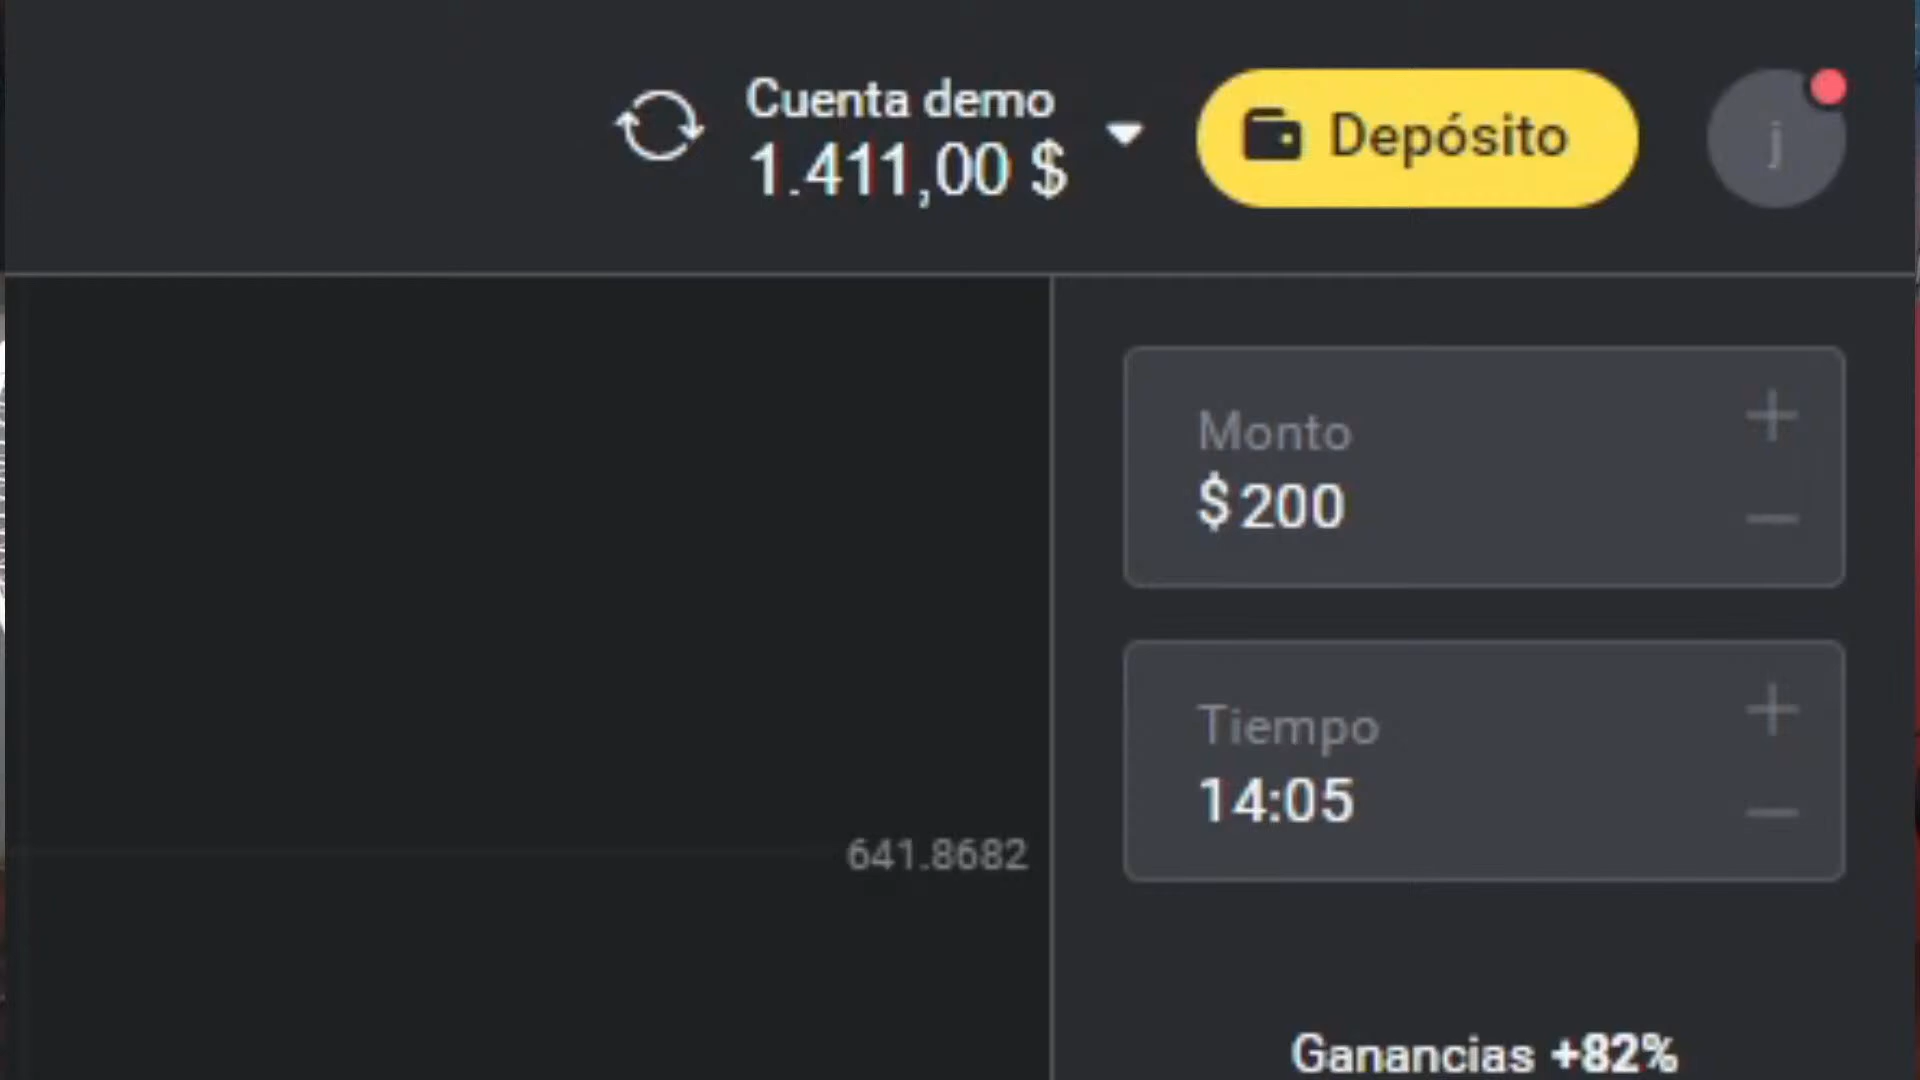 Cuenta demo
1.411,00 $
Depósito
j
Monto
$200
Tiempo
14:05
641.8682
Ganancias +82%